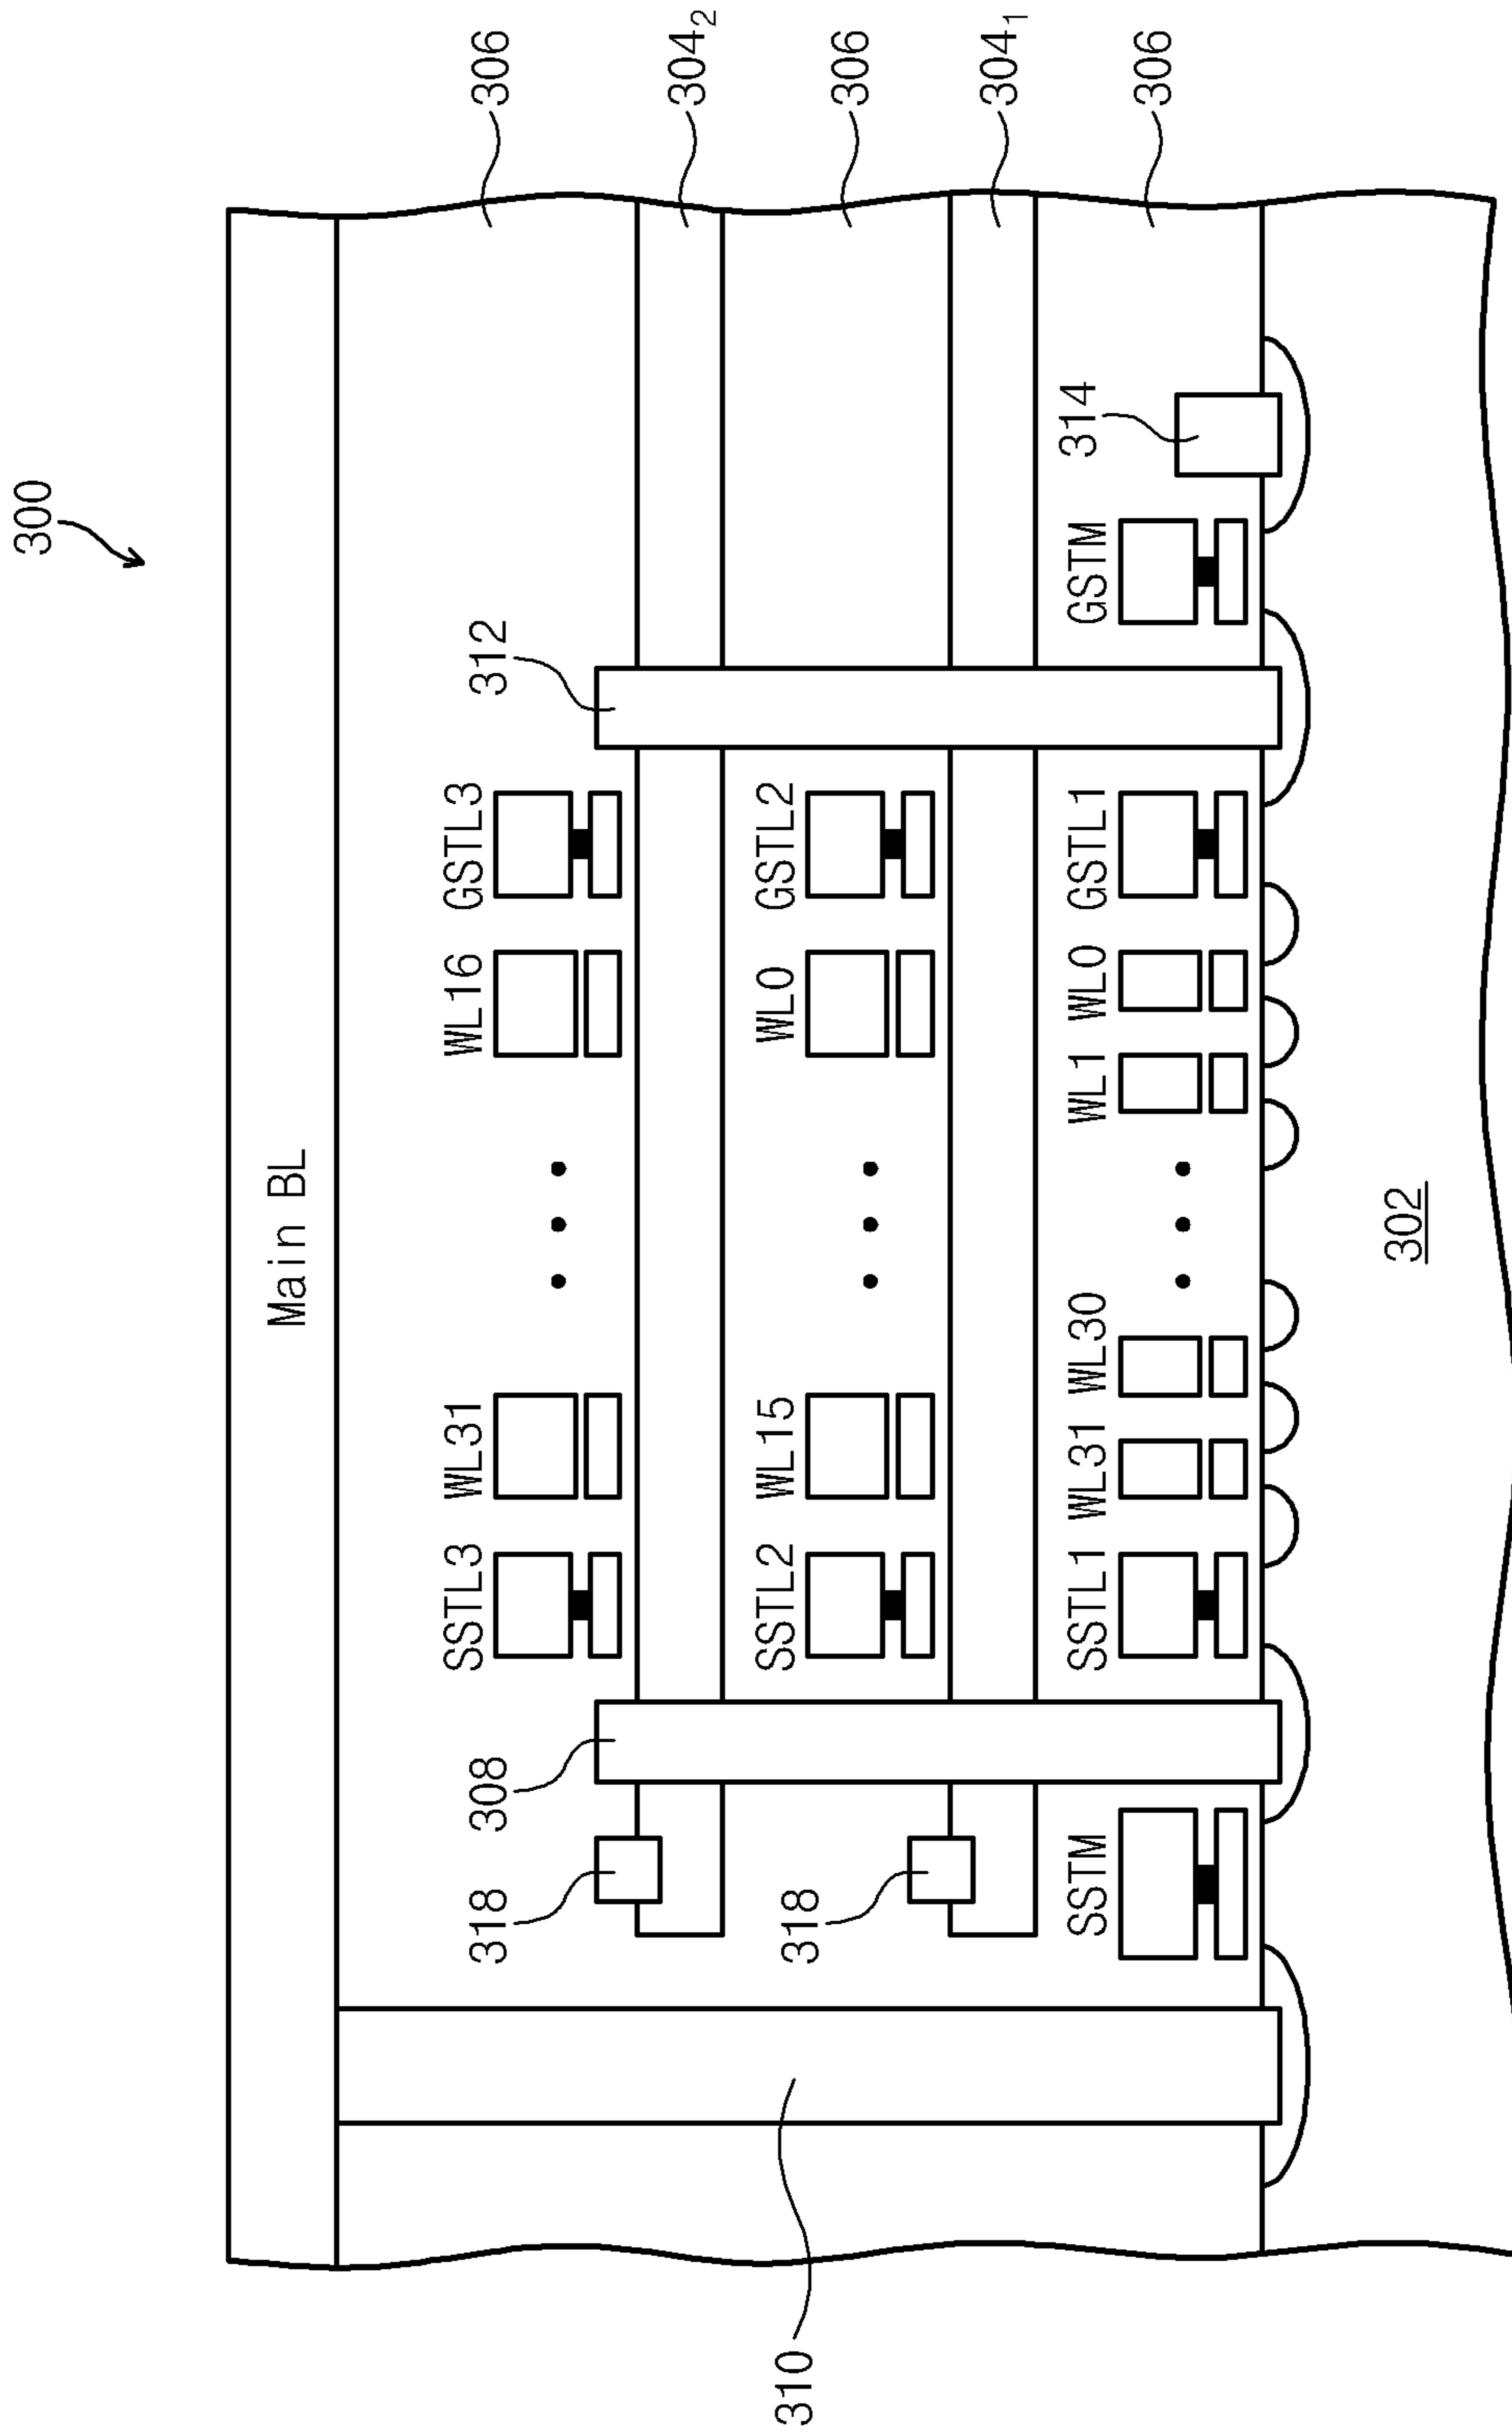 300
Main BL
306
304₂
306
304₁
306
312
308
318
318
310
314
SSTL3
WL31
WL16
GSTL3
SSTL2
WL15
WL0
GSTL2
SSTM
SSTL1
WL31
WL30
WL1
WL0
GSTL1
GSTM
302